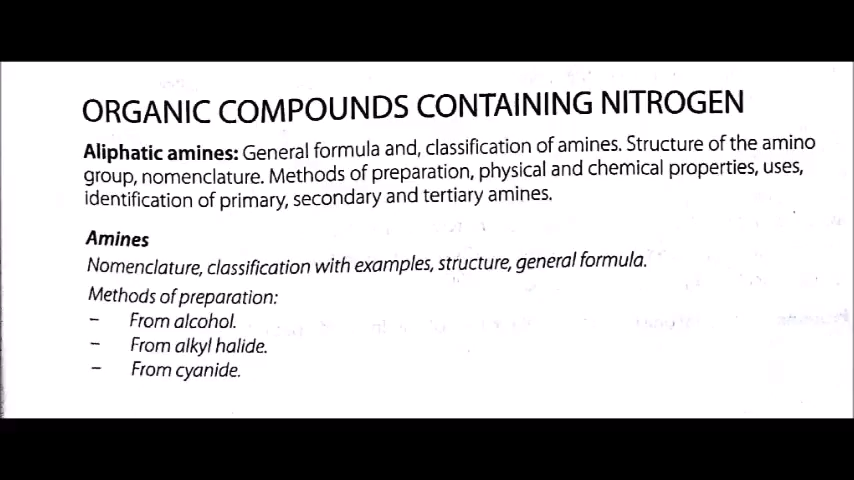 ORGANIC COMPOUNDS CONTAINING NITROGEN
Aliphatic amines: General formula and, classification of amines. Structure of the amino
group, nomenclature. Methods of preparation, physical and chemical properties, uses,
identification of primary, secondary and tertiary amines.
Amines
Nomenclature, classification with examples, structure, general formula.
Methods of preparation:
– From alcohol.
– From alkyl halide.
– From cyanide.